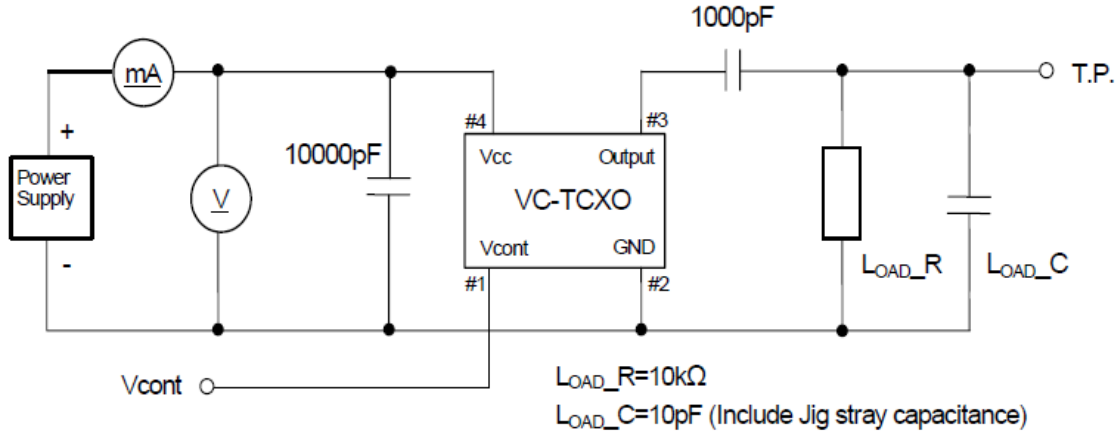 1000pF
mA
T.P.
+
#4
#3
10000pF
Vcc
Output
Power
Supply
V
VC-TCXO
Vcont
GND
-
#1
#2
LOAD_R
LOAD_C
Vcont
LOAD_R=10kΩ
LOAD_C=10pF (Include Jig stray capacitance)